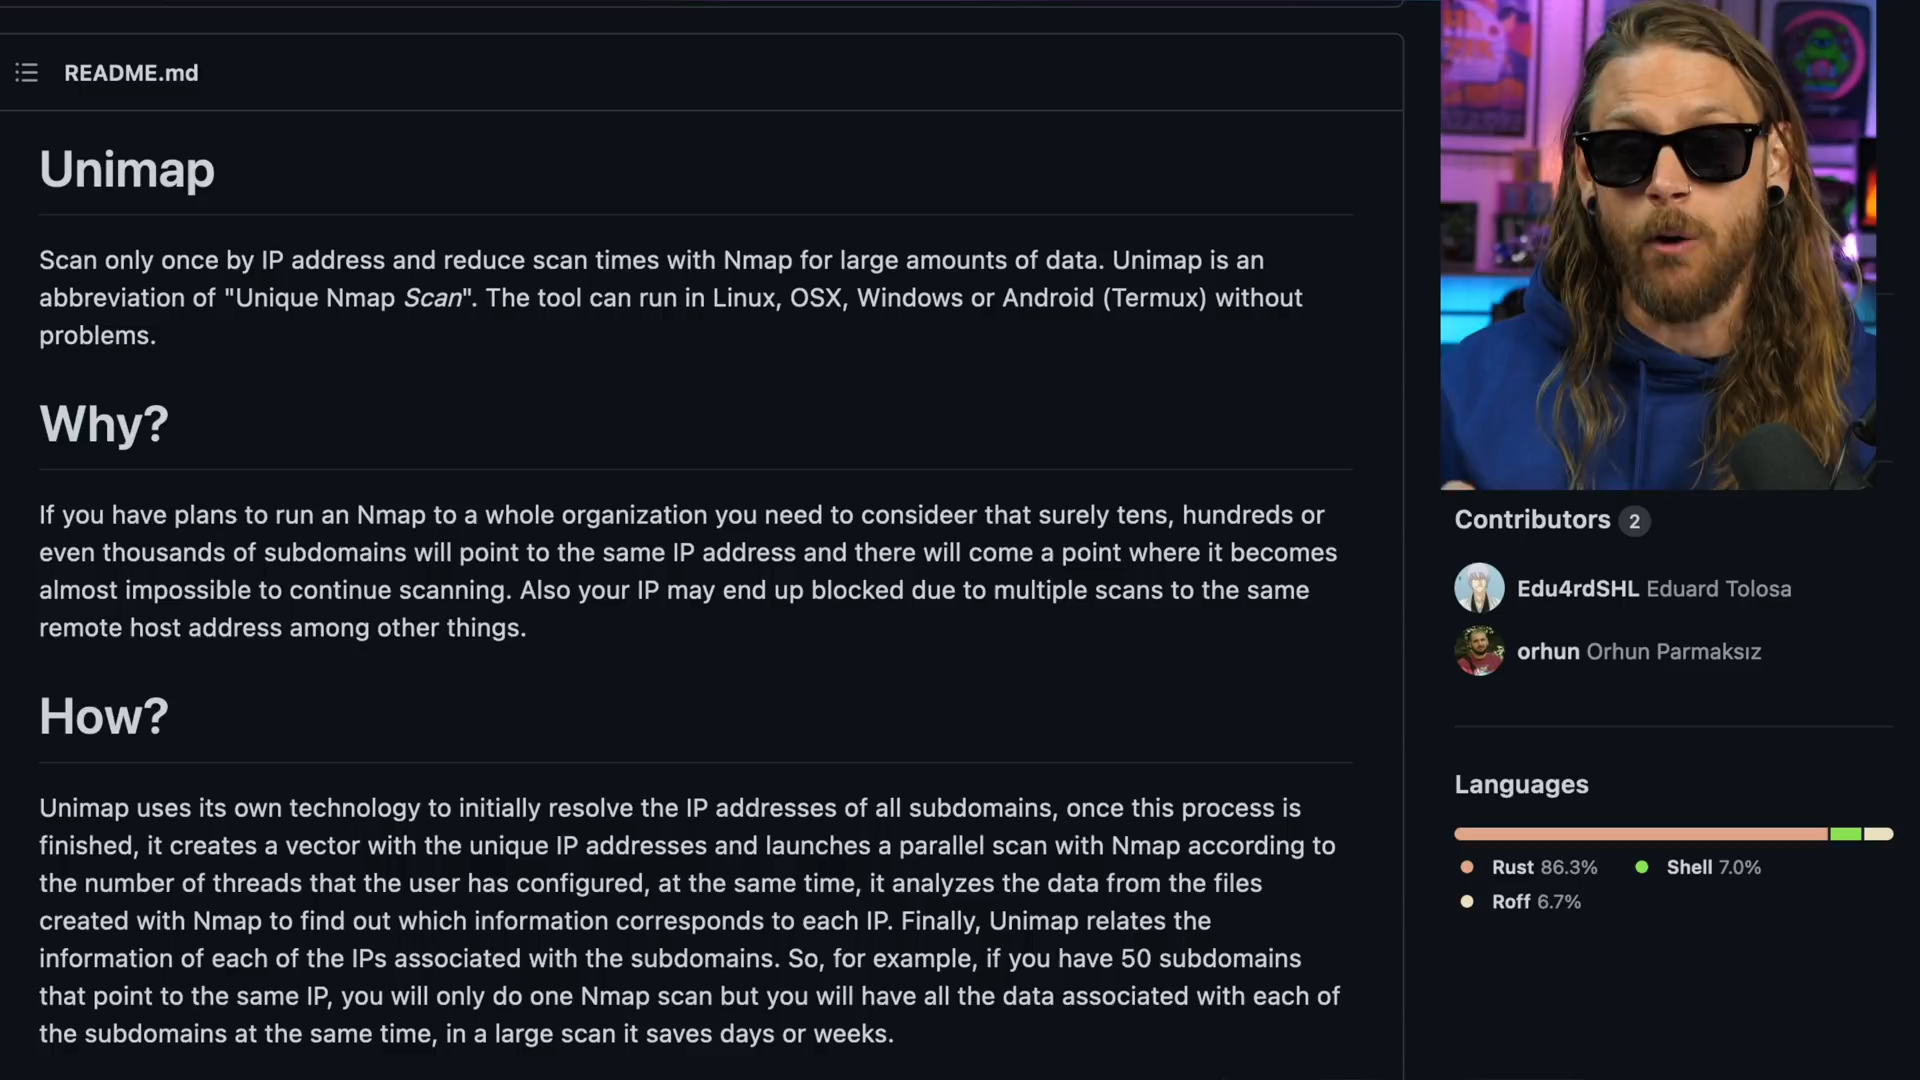 README.md
Unimap
Scan only once by IP address and reduce scan times with Nmap for large amounts of data. Unimap is an
abbreviation of "Unique Nmap Scan". The tool can run in Linux, OSX, Windows or Android (Termux) without
problems.
Why?
If you have plans to run an Nmap to a whole organization you need to consideer that surely tens, hundreds or
even thousands of subdomains will point to the same IP address and there will come a point where it becomes
almost impossible to continue scanning. Also your IP may end up blocked due to multiple scans to the same
remote host address among other things.
How?
Unimap uses its own technology to initially resolve the IP addresses of all subdomains, once this process is
finished, it creates a vector with the unique IP addresses and launches a parallel scan with Nmap according to
the number of threads that the user has configured, at the same time, it analyzes the data from the files
created with Nmap to find out which information corresponds to each IP. Finally, Unimap relates the
information of each of the IPs associated with the subdomains. So, for example, if you have 50 subdomains
that point to the same IP, you will only do one Nmap scan but you will have all the data associated with each of
the subdomains at the same time, in a large scan it saves days or weeks.
Contributors 2
Edu4rdSHL Eduard Tolosa
orhun Orhun Parmaksız
Languages
Rust 86.3% Shell 7.0%
Roff 6.7%